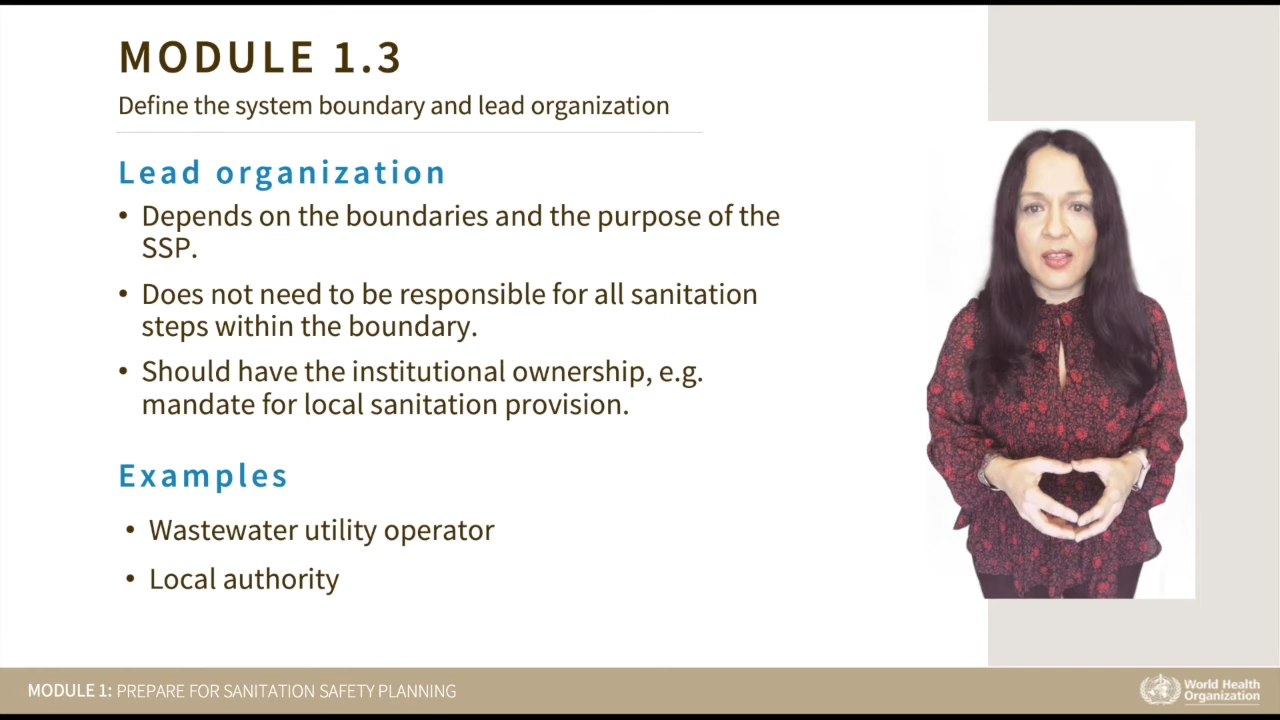 MODULE 1.3
Define the system boundary and lead organization
Lead organization
• Depends on the boundaries and the purpose of the
SSP.
• Does not need to be responsible for all sanitation
steps within the boundary.
• Should have the institutional ownership, e.g.
mandate for local sanitation provision.
Examples
• Wastewater utility operator
• Local authority
MODULE 1: PREPARE FOR SANITATION SAFETY PLANNING
World Health
Organization